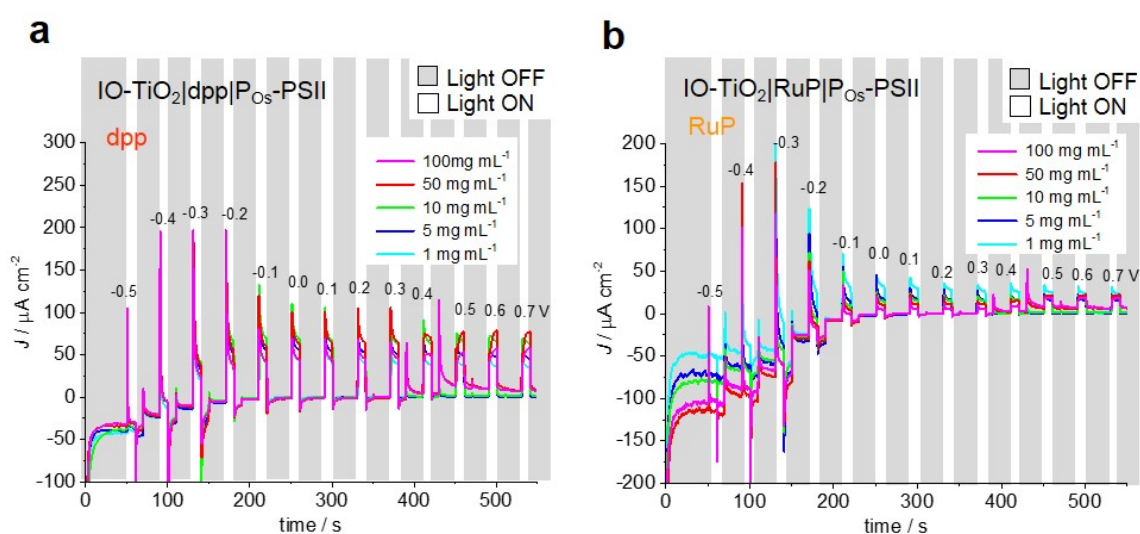 a
IO-TiO₂|dpp|P_Os-PSII
Light OFF
Light ON
dpp
100mg mL⁻¹
50 mg mL⁻¹
10 mg mL⁻¹
5 mg mL⁻¹
1 mg mL⁻¹
-0.5
-0.4
-0.3
-0.2
-0.1
0.0
0.1
0.2
0.3
0.4
0.5
0.6
0.7 V
J / µA cm⁻²
300
250
200
150
100
50
0
-50
-100
0 100 200 300 400 500
time / s
b
IO-TiO₂|RuP|P_Os-PSII
Light OFF
Light ON
RuP
100 mg mL⁻¹
50 mg mL⁻¹
10 mg mL⁻¹
5 mg mL⁻¹
1 mg mL⁻¹
-0.5
-0.4
-0.3
-0.2
-0.1
0.0
0.1
0.2
0.3
0.4
0.5
0.6
0.7 V
J / µA cm⁻²
200
150
100
50
0
-50
-100
-150
-200
0 100 200 300 400 500
time / s